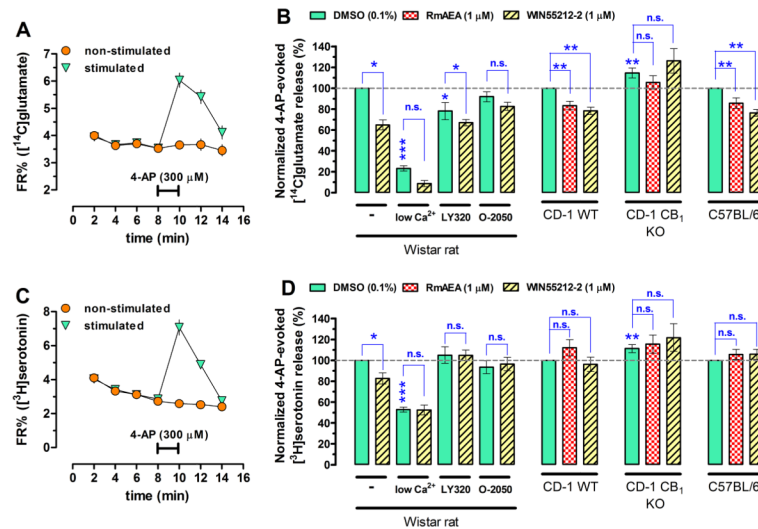 A
non-stimulated
stimulated
FR% ([¹⁴C]glutamate)
7
6
5
4
3
2
4-AP (300 µM)
0 2 4 6 8 10 12 14 16
time (min)
B
DMSO (0.1%) RmAEA (1 µM) WIN55212-2 (1 µM)
Normalized 4-AP-evoked
[¹⁴C]glutamate release (%)
140
120
100
80
60
40
20
0
*
***
n.s.
*
*
n.s.
**
**
**
n.s.
n.s.
**
**
- low Ca²⁺ LY320 O-2050
Wistar rat
CD-1 WT
CD-1 CB₁
KO
C57BL/6
C
non-stimulated
stimulated
FR% ([³H]serotonin)
8
6
4
2
0
4-AP (300 µM)
0 2 4 6 8 10 12 14 16
time (min)
D
DMSO (0.1%) RmAEA (1 µM) WIN55212-2 (1 µM)
Normalized 4-AP-evoked
[³H]serotonin release (%)
140
120
100
80
60
40
20
0
*
***
n.s.
n.s.
n.s.
n.s.
n.s.
**
n.s.
n.s.
n.s.
n.s.
- low Ca²⁺ LY320 O-2050
Wistar rat
CD-1 WT
CD-1 CB₁
KO
C57BL/6